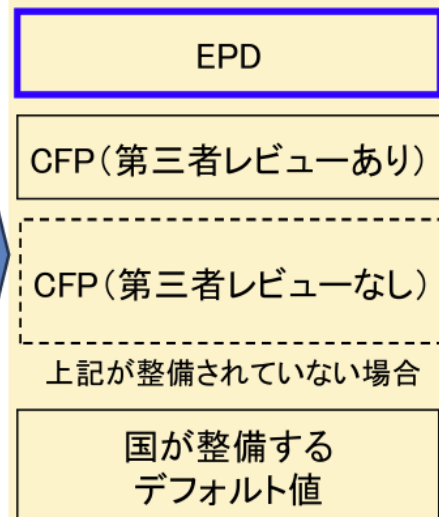 EPD
CFP(第三者レビューあり)
CFP(第三者レビューなし)
上記が整備されていない場合
国が整備する
デフォルト値